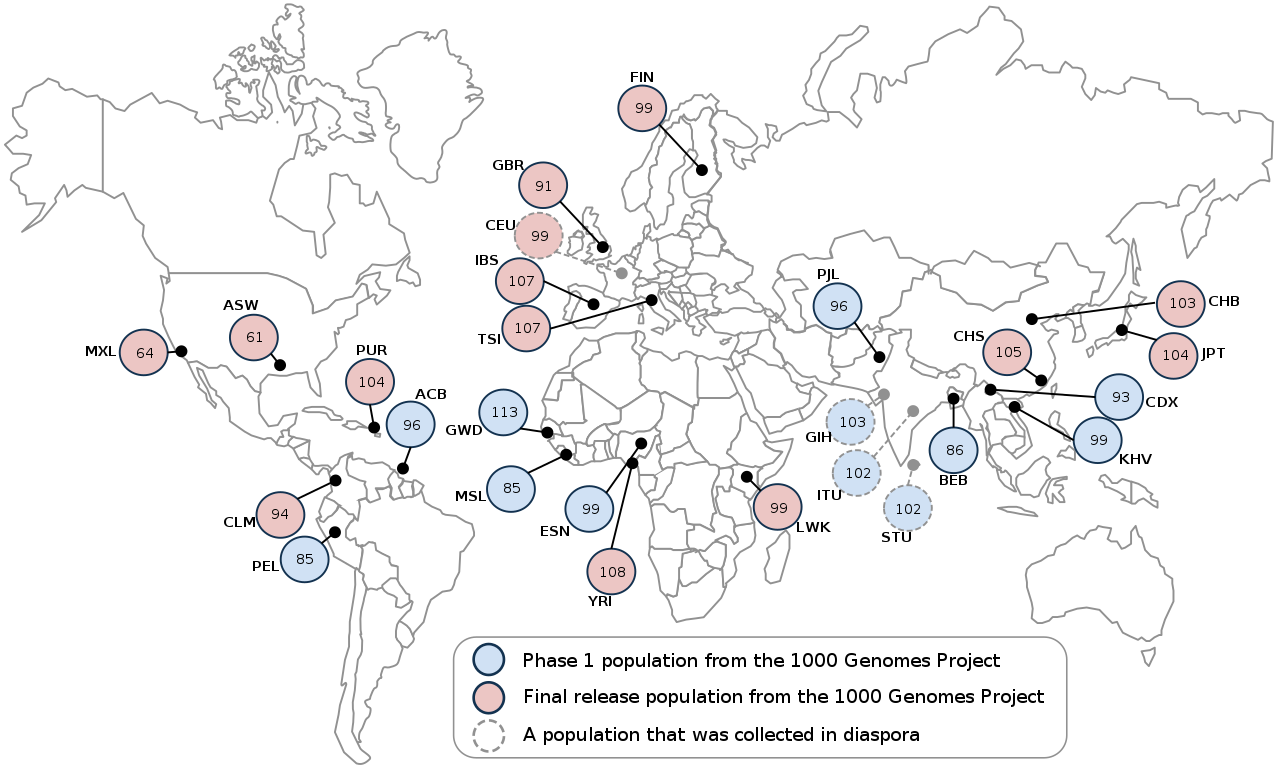 FIN
99
GBR
91
CEU
99
IBS
107
TSI
107
PJL
96
CHB
103
CHS
105
JPT
104
ASW
61
MXL
64
PUR
104
ACB
96
GWD
113
CDX
93
GIH
103
KHV
99
ITU
102
BEB
86
MSL
85
ESN
99
LWK
99
STU
102
CLM
94
PEL
85
YRI
108
Phase 1 population from the 1000 Genomes Project
Final release population from the 1000 Genomes Project
A population that was collected in diaspora